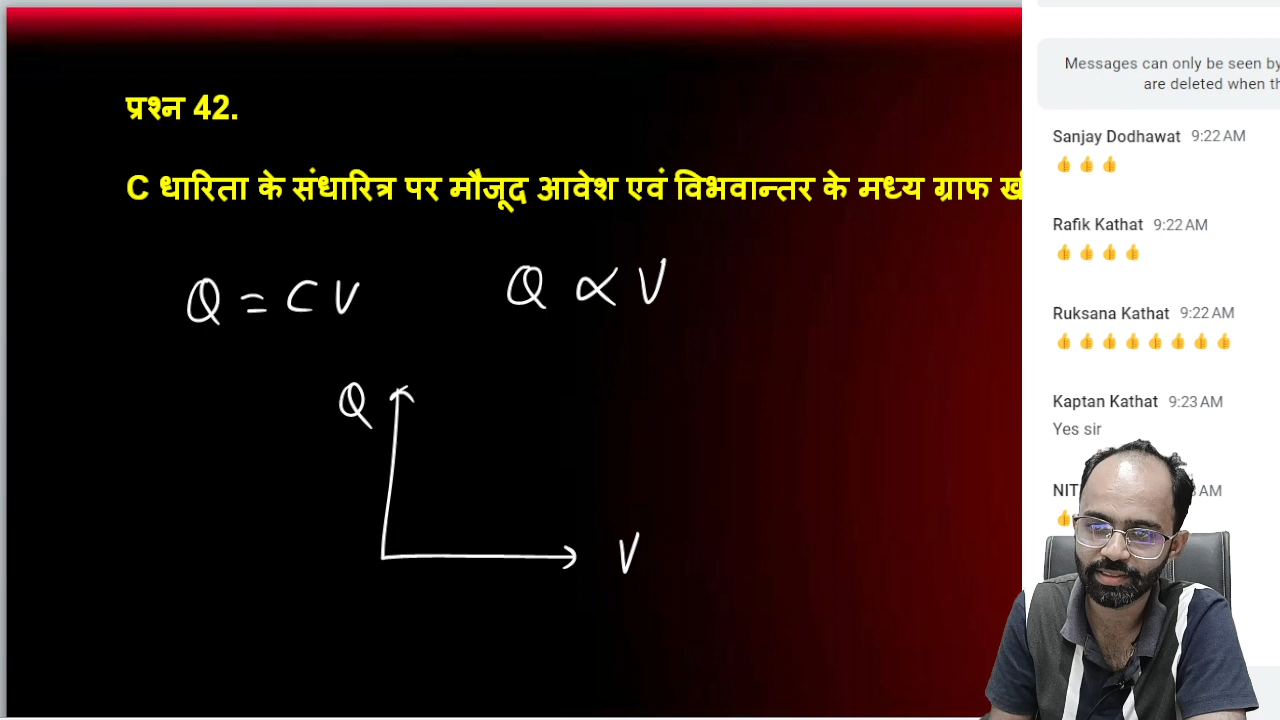 प्रश्न 42.
C धारिता के संधारित्र पर मौजूद आवेश एवं विभवान्तर के मध्य ग्राफ
Q = C V
Q ∝ V
Q
V
Messages can only be seen by
are deleted when
Sanjay Dodhawat 9:22 AM
👍👍👍
Rafik Kathat 9:22 AM
👍👍👍👍
Ruksana Kathat 9:22 AM
👍👍👍👍👍👍👍👍
Kaptan Kathat 9:23 AM
Yes sir
NIT AM
👍